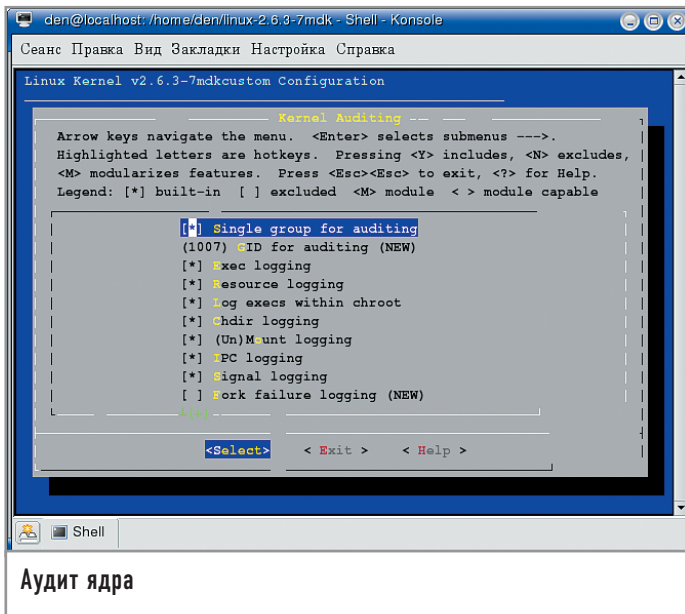 den@localhost: /home/den/linux-2.6.3-7mdk - Shell - Konsole
Сеанс Правка Вид Закладки Настройка Справка
Linux Kernel v2.6.3-7mdkcustom Configuration
Kernel Auditing
Arrow keys navigate the menu. <Enter> selects submenus --->.
Highlighted letters are hotkeys. Pressing <Y> includes, <N> excludes,
<M> modularizes features. Press <Esc><Esc> to exit, <?> for Help.
Legend: [*] built-in [ ] excluded <M> module < > module capable
[*] Single group for auditing
(1007) GID for auditing (NEW)
[*] Exec logging
[*] Resource logging
[*] Log execs within chroot
[*] Chdir logging
[*] (Un)Mount logging
[*] IPC logging
[*] Signal logging
[ ] Fork failure logging (NEW)
<Select> < Exit > < Help >
Shell
Аудит ядра